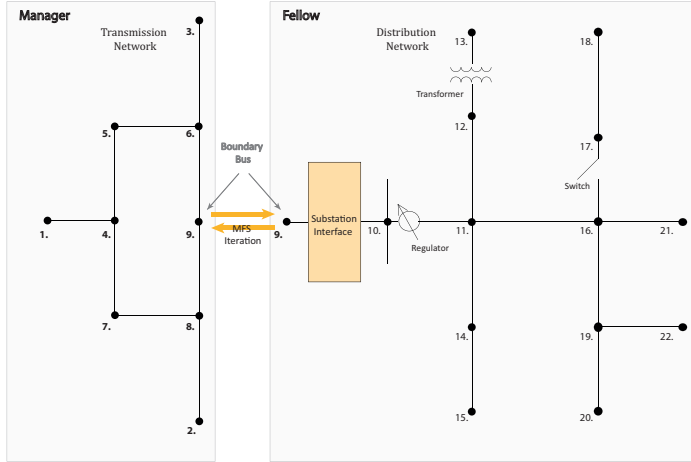 Manager
Fellow
Transmission
Network
Distribution
Network
3.
13.
18.
Transformer
5.
6.
12.
17.
Boundary
Bus
Switch
1.
4.
9.
MFS
Iteration
9.
Substation
Interface
10.
Regulator
11.
16.
21.
7.
8.
14.
19.
22.
2.
15.
20.